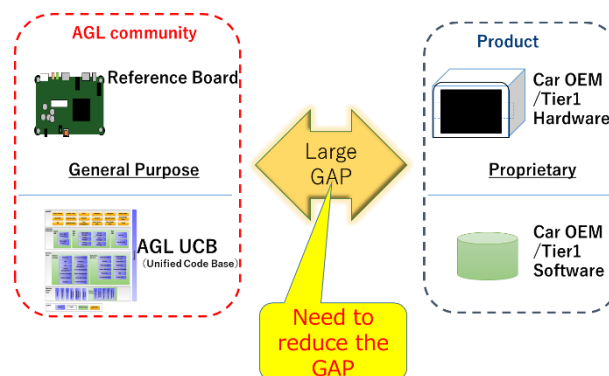 AGL community
Reference Board
General Purpose
AGL UCB
(Unified Code Base)
Large
GAP
Need to
reduce the
GAP
Product
Car OEM
/Tier1
Hardware
Proprietary
Car OEM
/Tier1
Software